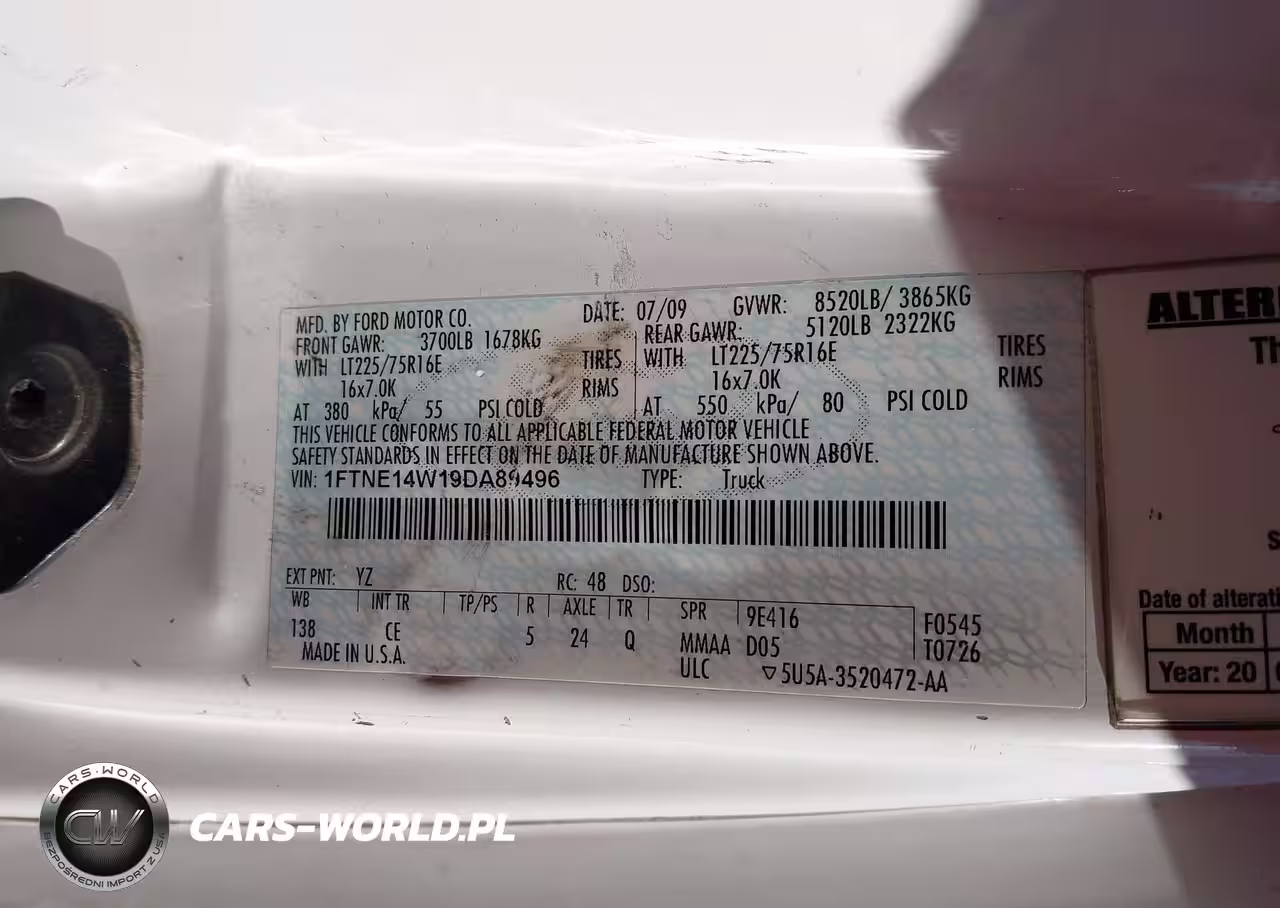 MFD. BY FORD MOTOR CO. DATE: 07/09 GVWR: 8520LB/ 3865KG
FRONT GAWR: 3700LB 1678KG REAR GAWR: 5120LB 2322KG
WITH LT225/75R16E TIRES WITH LT225/75R16E TIRES
16x7.0K RIMS 16x7.0K RIMS
AT 380 kPa/ 55 PSI COLD AT 550 kPa/ 80 PSI COLD
THIS VEHICLE CONFORMS TO ALL APPLICABLE FEDERAL MOTOR VEHICLE
SAFETY STANDARDS IN EFFECT ON THE DATE OF MANUFACTURE SHOWN ABOVE.
VIN: 1FTNE14W19DA89496 TYPE: Truck
EXT PNT: YZ RC: 48 DSO:
WB INT TR TP/PS R AXLE TR SPR 9E416 F0545
138 CE 5 24 Q MMAA D05 T0726
MADE IN U.S.A. ULC ▽5U5A-3520472-AA
ALTER
Th
S
Date of alterati
Month
Year: 20
CARS-WORLD
CW
BEZPOŚREDNI IMPORT Z USA
CARS-WORLD.PL